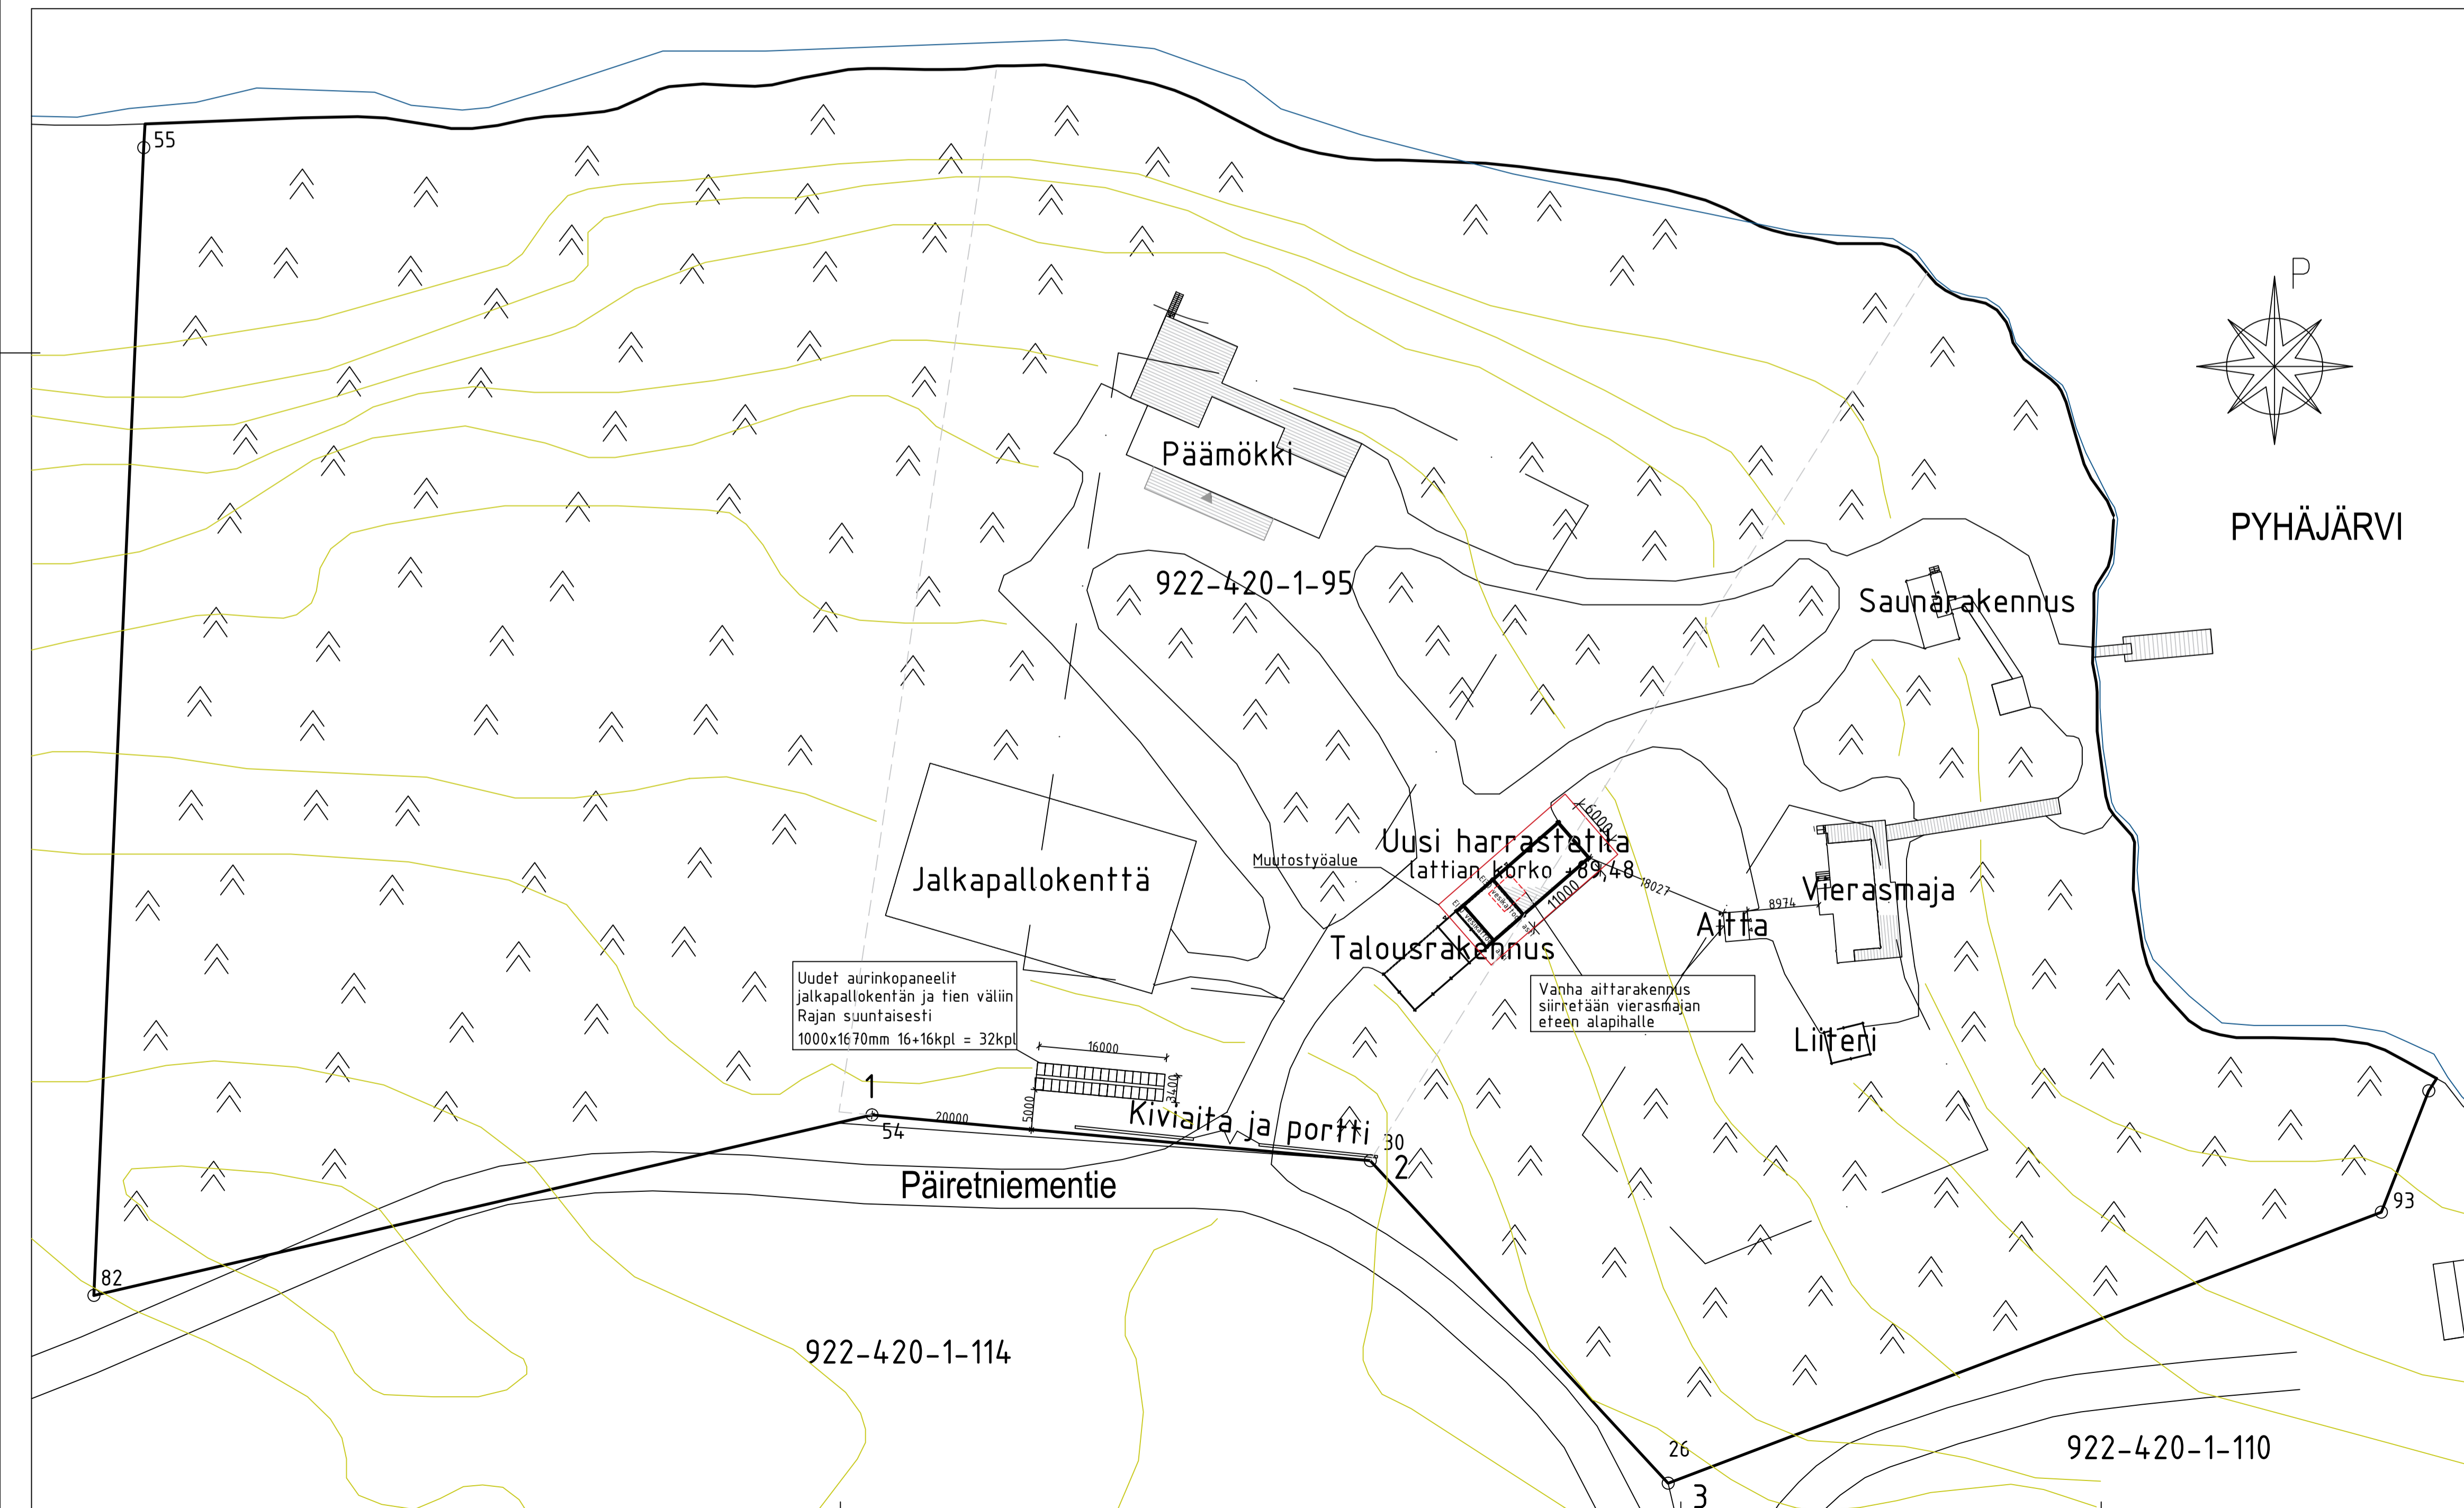 55
P
Päämökki
PYHÄJÄRVI
922-420-1-95
Saunarakennus
6000
Uusi harrastetila
Muutostyöalue
lattian korko +89.48
Jalkapallokenttä
18027
11000
Vierasmaja
8974
Aitta
Talousrakennus
Uudet aurinkopaneelit
jalkapallokentän ja tien väliin
Rajan suuntaisesti
1000x1670mm 16+16kpl = 32kpl
Vanha aittarakennus
siirretään vierasmajan
eteen alapihalle
Liiteri
16000
3400
5000
1
20000
54
Kiviaita ja portti
30
2
Päiretniementie
93
82
922-420-1-114
26
922-420-1-110
3